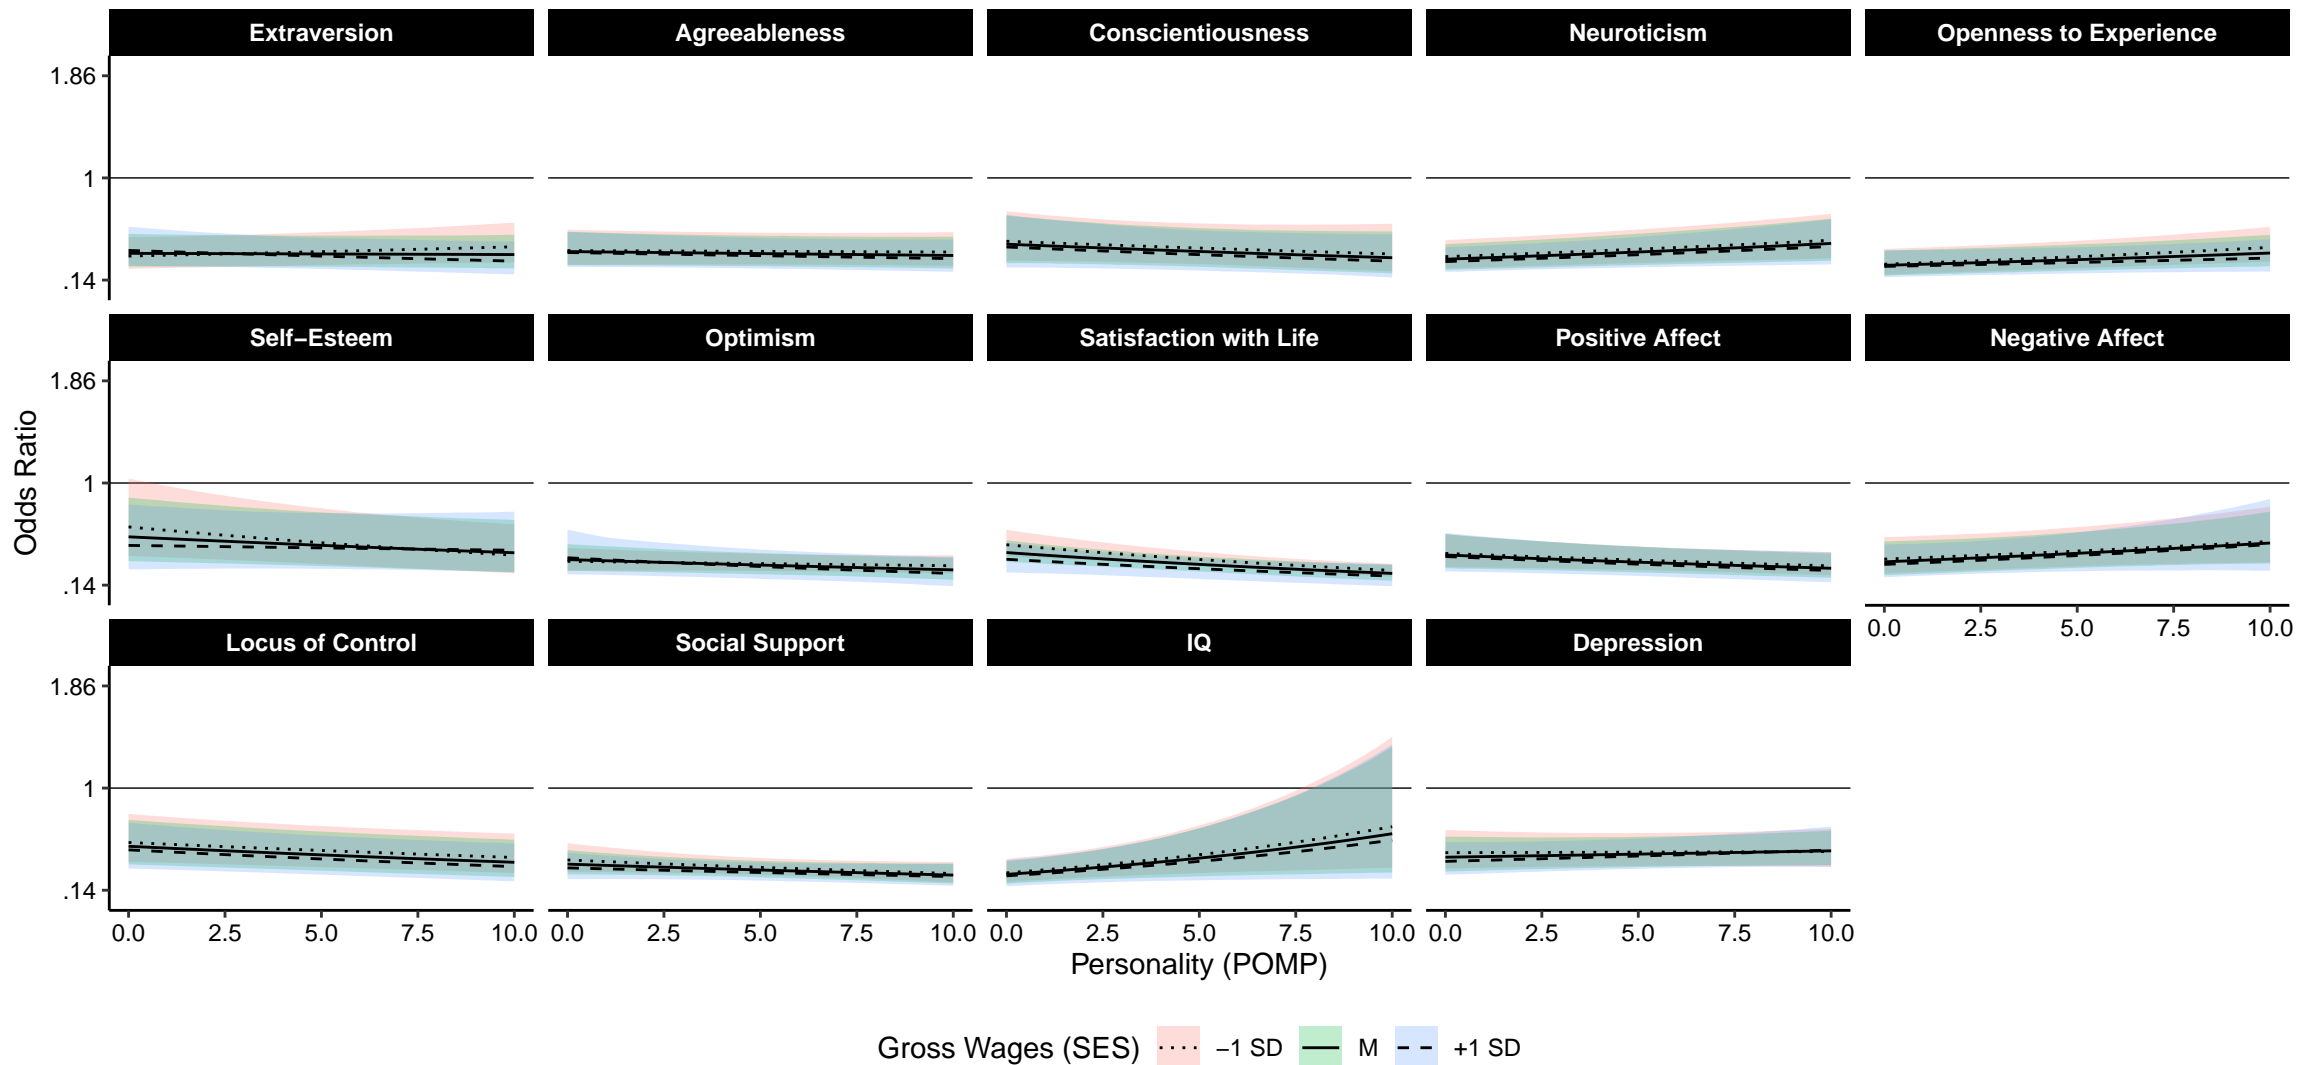 Extraversion Agreeableness Conscientiousness Neuroticism Openness to Experience
1.86
1
.14
Self−Esteem Optimism Satisfaction with Life Positive Affect Negative Affect
1.86
1
.14
0.0 2.5 5.0 7.5 10.0
Locus of Control Social Support IQ Depression
1.86
1
.14
0.0 2.5 5.0 7.5 10.0 0.0 2.5 5.0 7.5 10.0 0.0 2.5 5.0 7.5 10.0 0.0 2.5 5.0 7.5 10.0
Odds Ratio
Personality (POMP)
Gross Wages (SES) −1 SD M +1 SD